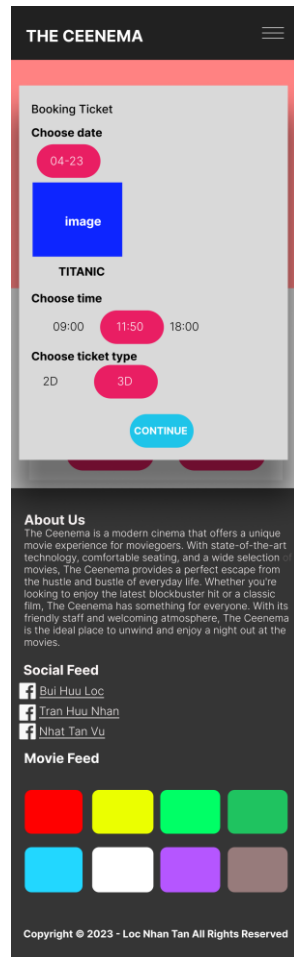 THE CEENEMA
Booking Ticket
Choose date
04-23
image
TITANIC
Choose time
09:00 11:50 18:00
Choose ticket type
2D 3D
CONTINUE
About Us
The Ceenema is a modern cinema that offers a unique
movie experience for moviegoers. With state-of-the-art
technology, comfortable seating, and a wide selection of
movies, The Ceenema provides a perfect escape from
the hustle and bustle of everyday life. Whether you're
looking to enjoy the latest blockbuster hit or a classic
film, The Ceenema has something for everyone. With its
friendly staff and welcoming atmosphere, The Ceenema
is the ideal place to unwind and enjoy a night out at the
movies.
Social Feed
Bui Huu Loc
Tran Huu Nhan
Nhat Tan Vu
Movie Feed
Copyright © 2023 - Loc Nhan Tan All Rights Reserved